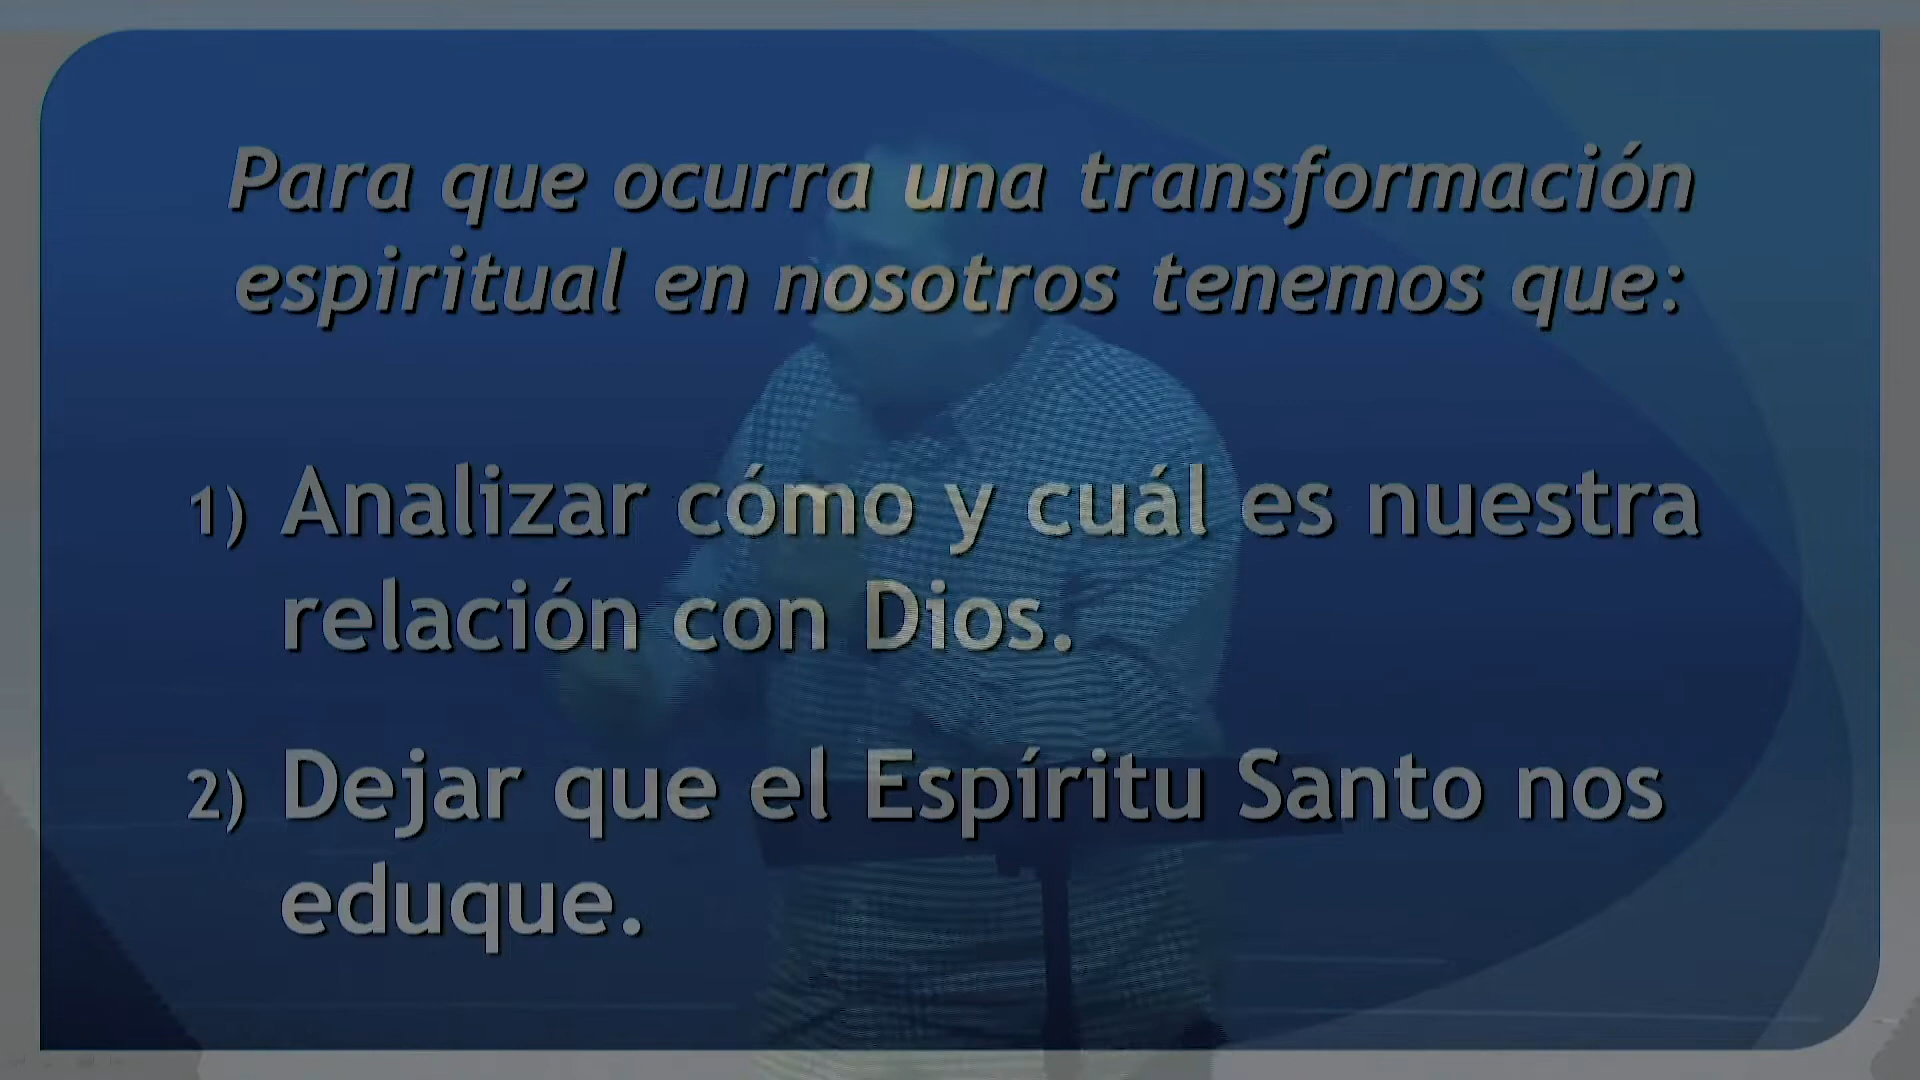 Para que ocurra una transformación
espiritual en nosotros tenemos que:
1) Analizar cómo y cuál es nuestra
relación con Dios.
2) Dejar que el Espíritu Santo nos
eduque.